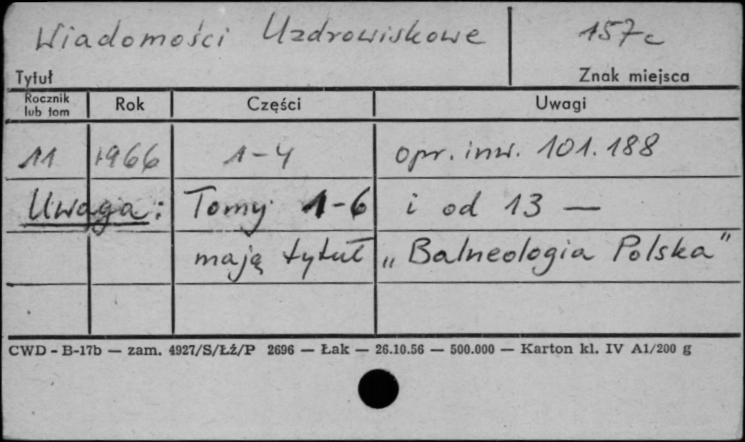 Wiadomości Uzdrowiskowe 157c
Tytuł Znak miejsca
Rocznik lub tom Rok Części Uwagi
11 1966 1-4 opr. inw. 101.188
Uwaga: Tomy 1-6 i od 13 —
mają tytuł „Balneologia Polska"
CWD - B-17b — zam. 4927/S/Łż/P 2696 — Łak — 26.10.56 — 500.000 — Karton kl. IV A1/200 g